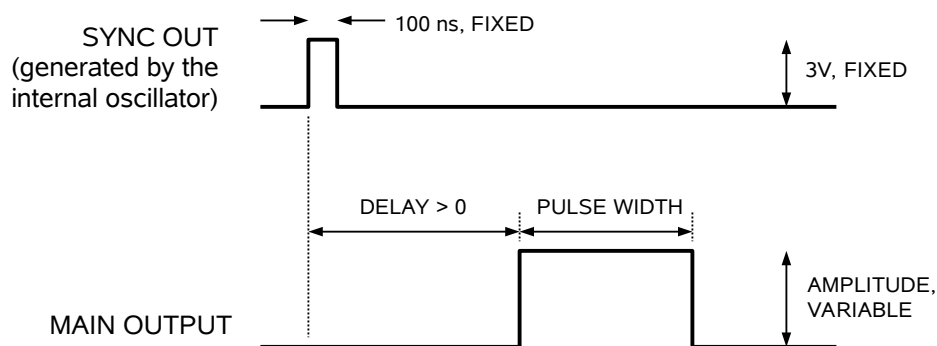 100 ns, FIXED
SYNC OUT
(generated by the
internal oscillator)
3V, FIXED
DELAY > 0
PULSE WIDTH
AMPLITUDE,
VARIABLE
MAIN OUTPUT